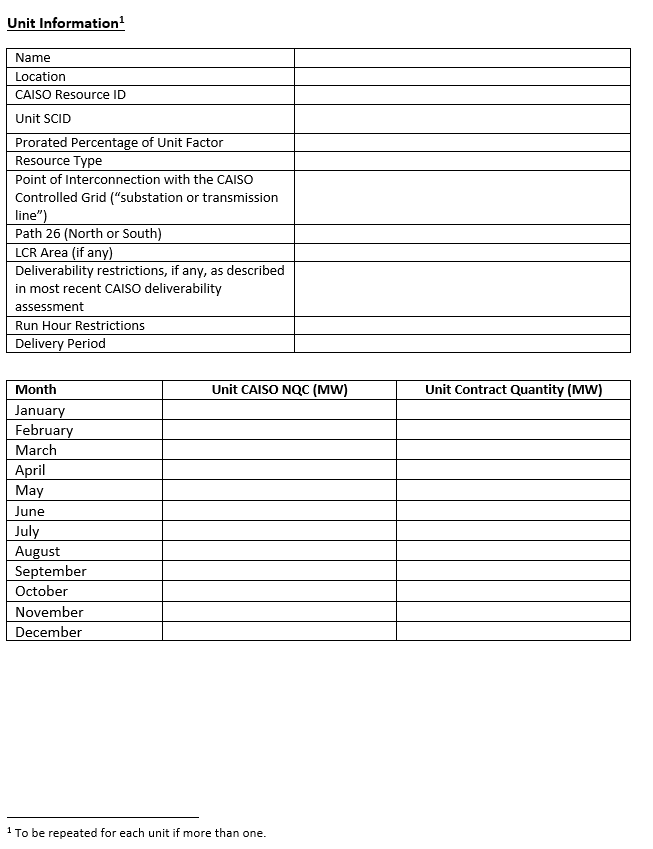 Unit Information1
Name
Location
CAISO Resource ID
Unit SCID
Prorated Percentage of Unit Factor
Resource Type
Point of Interconnection with the CAISO
Controlled Grid (“substation or transmission
line”)
Path 26 (North or South)
LCR Area (if any)
Deliverability restrictions, if any, as described
in most recent CAISO deliverability
assessment
Run Hour Restrictions
Delivery Period
Month Unit CAISO NQC (MW) Unit Contract Quantity (MW)
January
February
March
April
May
June
July
August
September
October
November
December
1 To be repeated for each unit if more than one.